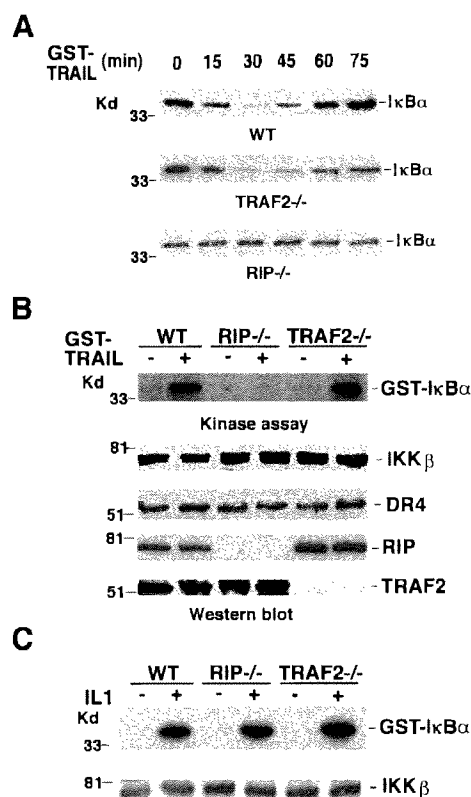 A
GST-TRAIL (min) 0 15 30 45 60 75
Kd
33- -IκBα
WT
33- -IκBα
TRAF2-/-
33- -IκBα
RIP-/-
B
GST-TRAIL WT RIP-/- TRAF2-/-
- + - + - +
Kd
33- -GST-IκBα
Kinase assay
81- -IKKβ
51- -DR4
81- -RIP
51- -TRAF2
Western blot
C
WT RIP-/- TRAF2-/-
IL1 - + - + - +
Kd
33- -GST-IκBα
81- -IKKβ